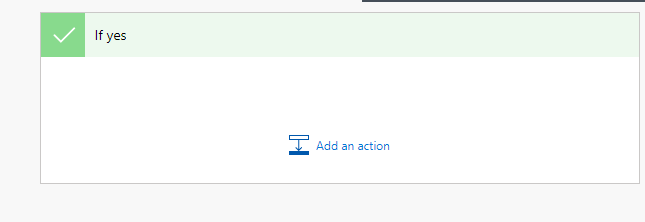 If yes
Add an action